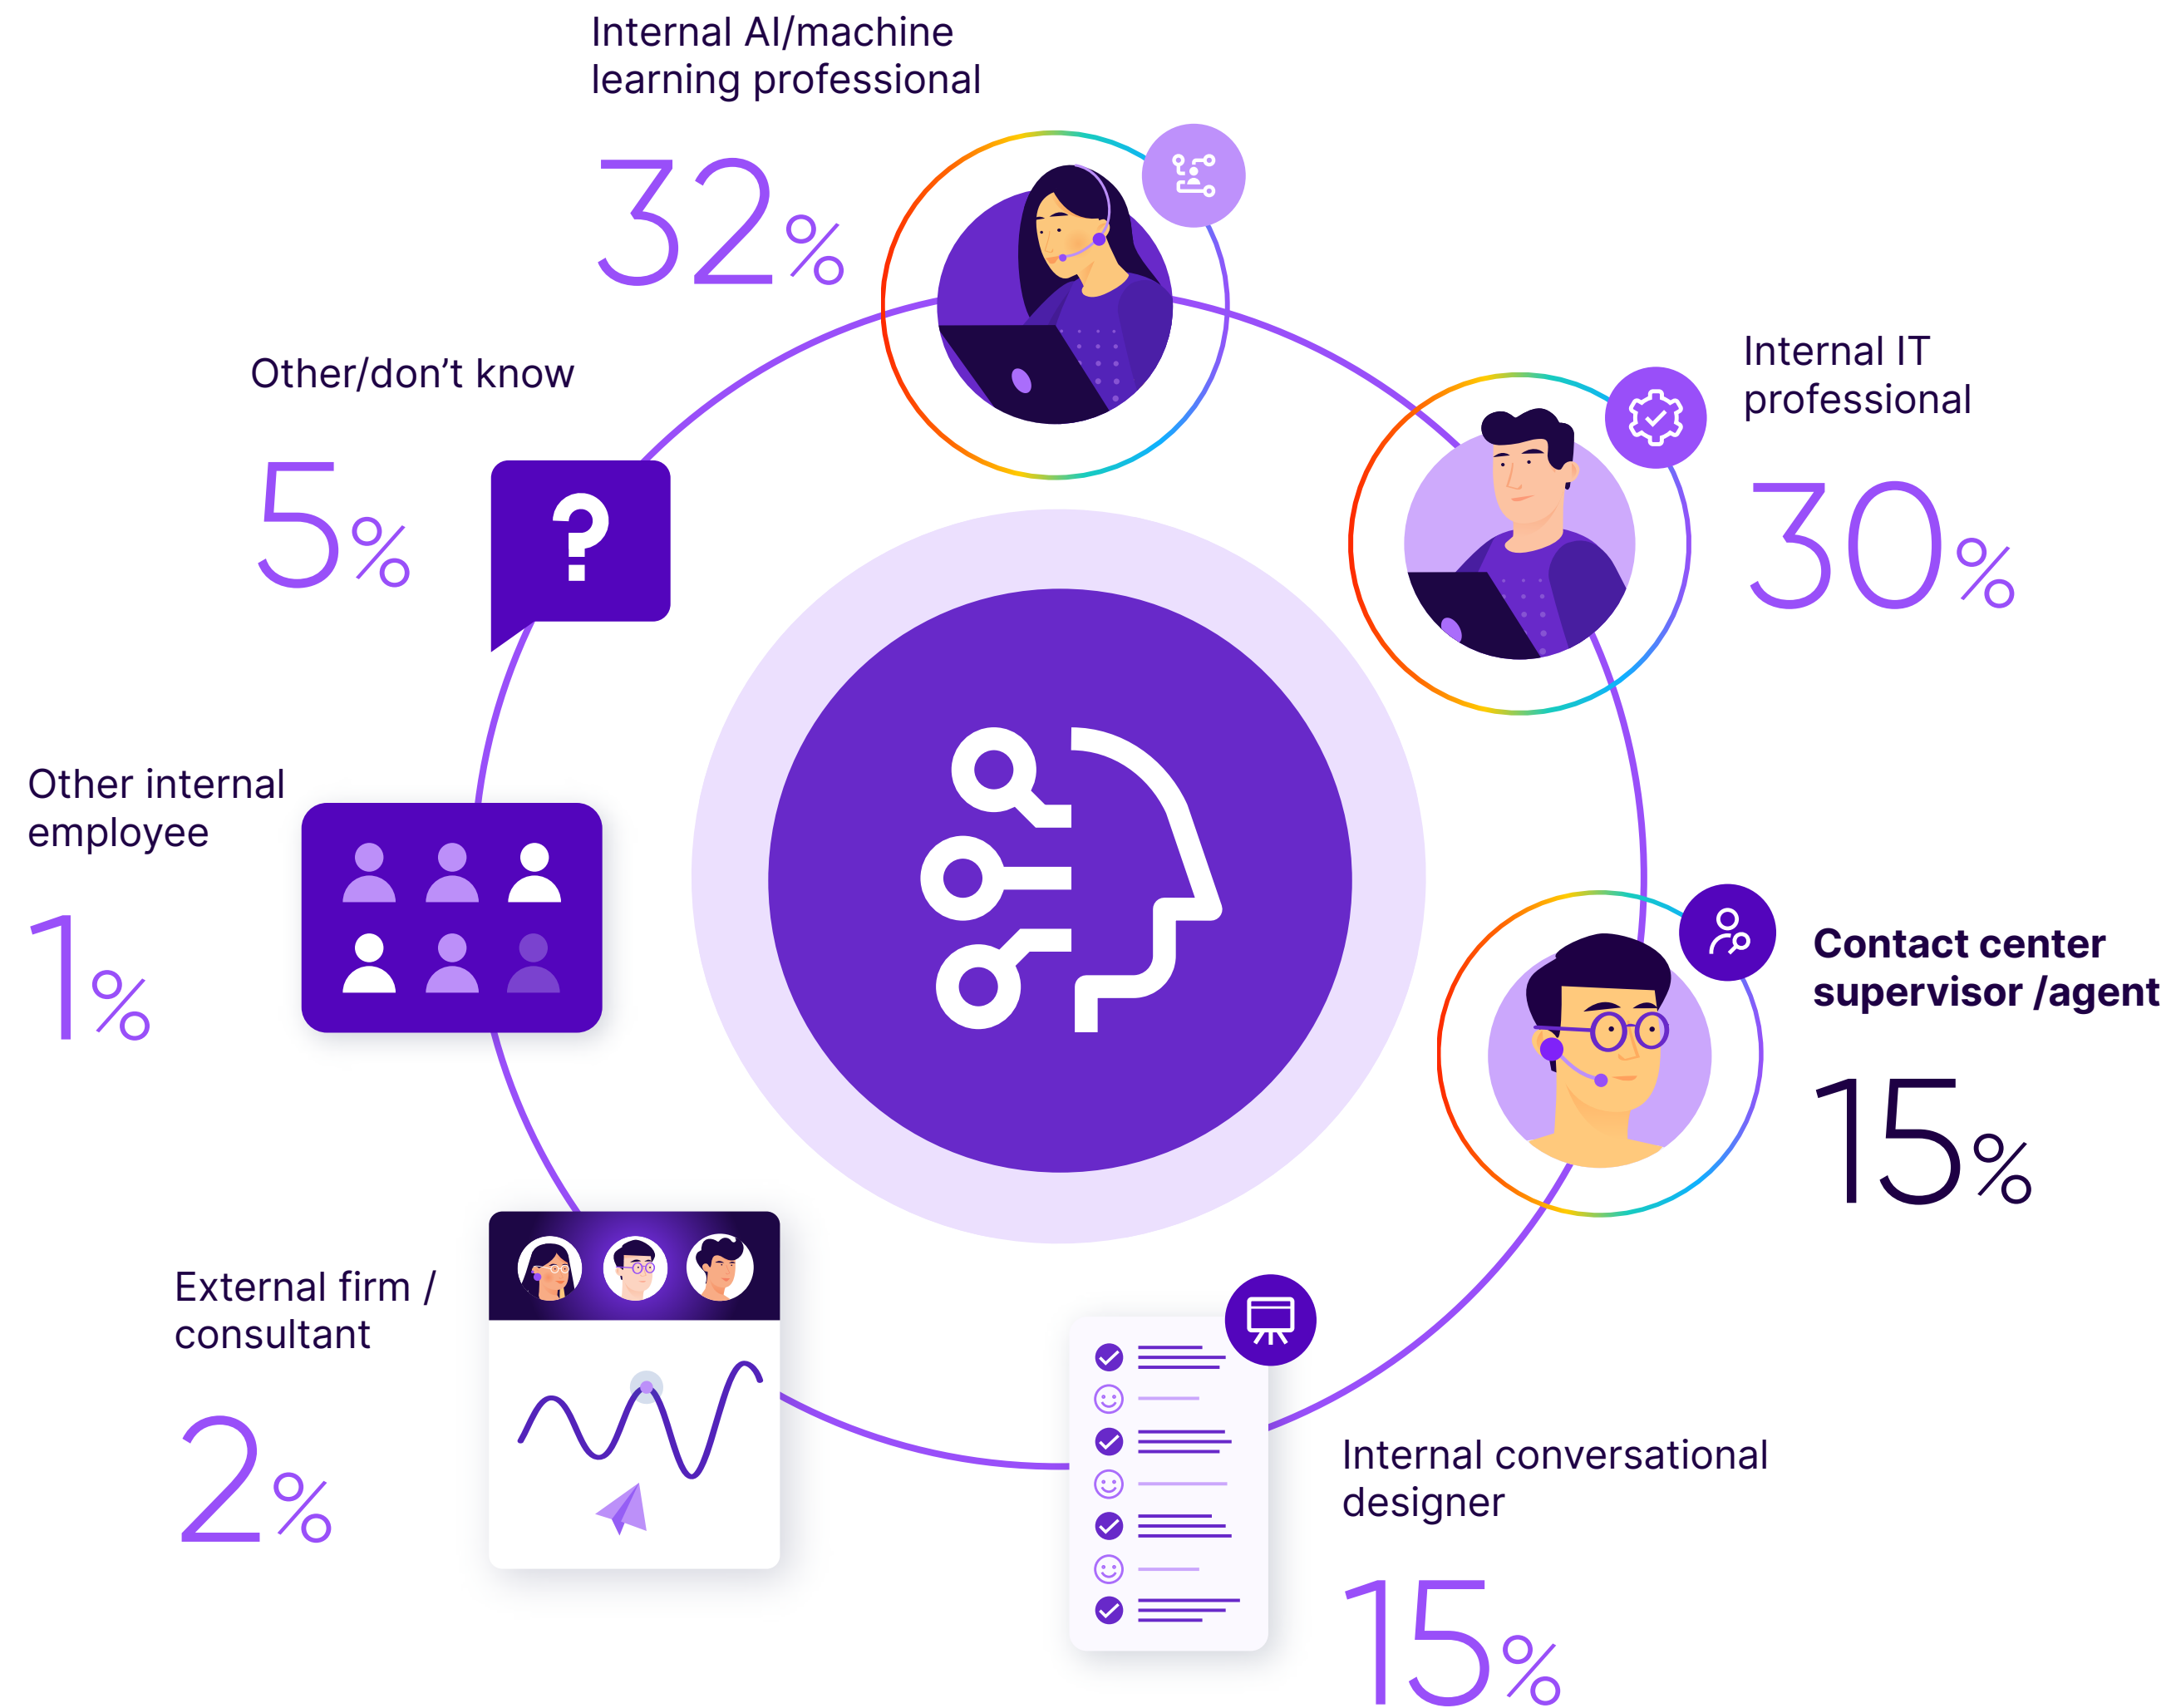 Internal AI/machine
learning professional
32%
Internal IT
professional
30%
Contact center
supervisor /agent
15%
Internal conversational
designer
15%
External firm /
consultant
2%
Other internal
employee
1%
Other/don’t know
5%
?